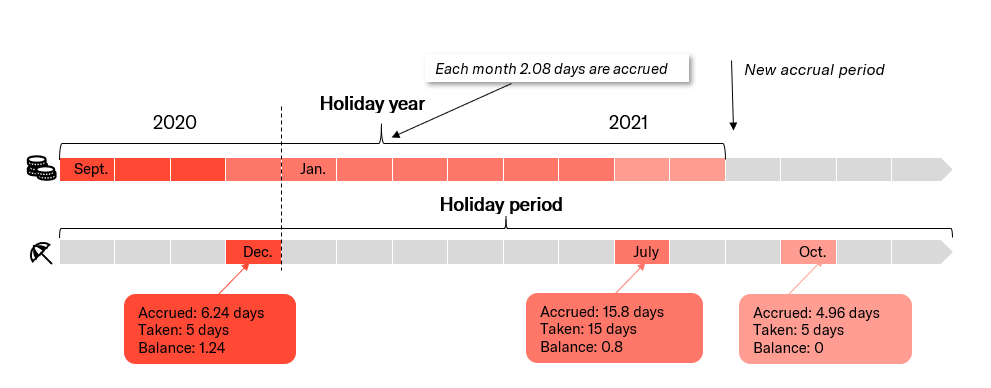 Each month 2.08 days are accrued
New accrual period
Holiday year
2020
2021
Sept.
Jan.
Holiday period
Dec.
July
Oct.
Accrued: 6.24 days
Taken: 5 days
Balance: 1.24
Accrued: 15.8 days
Taken: 15 days
Balance: 0.8
Accrued: 4.96 days
Taken: 5 days
Balance: 0